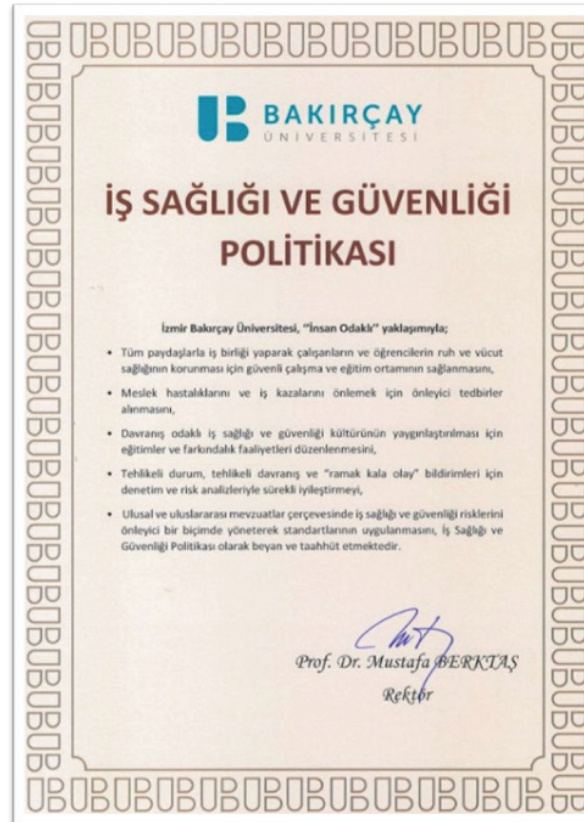 BAKIRÇAY
ÜNİVERSİTESİ
İŞ SAĞLIĞI VE GÜVENLİĞİ
POLİTİKASI
İzmir Bakırçay Üniversitesi, "İnsan Odaklı" yaklaşımıyla;
• Tüm paydaşlarla iş birliği yaparak çalışanların ve öğrencilerin ruh ve vücut
sağlığının korunması için güvenli çalışma ve eğitim ortamının sağlanmasını,
• Meslek hastalıklarını ve iş kazalarını önlemek için önleyici tedbirler
alınmasını,
• Davranış odaklı iş sağlığı ve güvenliği kültürünün yaygınlaştırılması için
eğitimler ve farkındalık faaliyetleri düzenlenmesini,
• Tehlikeli durum, tehlikeli davranış ve "ramak kala olay" bildirimleri için
denetim ve risk analizleriyle sürekli iyileştirmeyi,
• Ulusal ve uluslararası mevzuatlar çerçevesinde iş sağlığı ve güvenliği risklerini
önleyici bir biçimde yöneterek standartlarının uygulanmasını, İş Sağlığı ve
Güvenliği Politikası olarak beyan ve taahhüt etmektedir.
Prof. Dr. Mustafa BERKTAŞ
Rektör